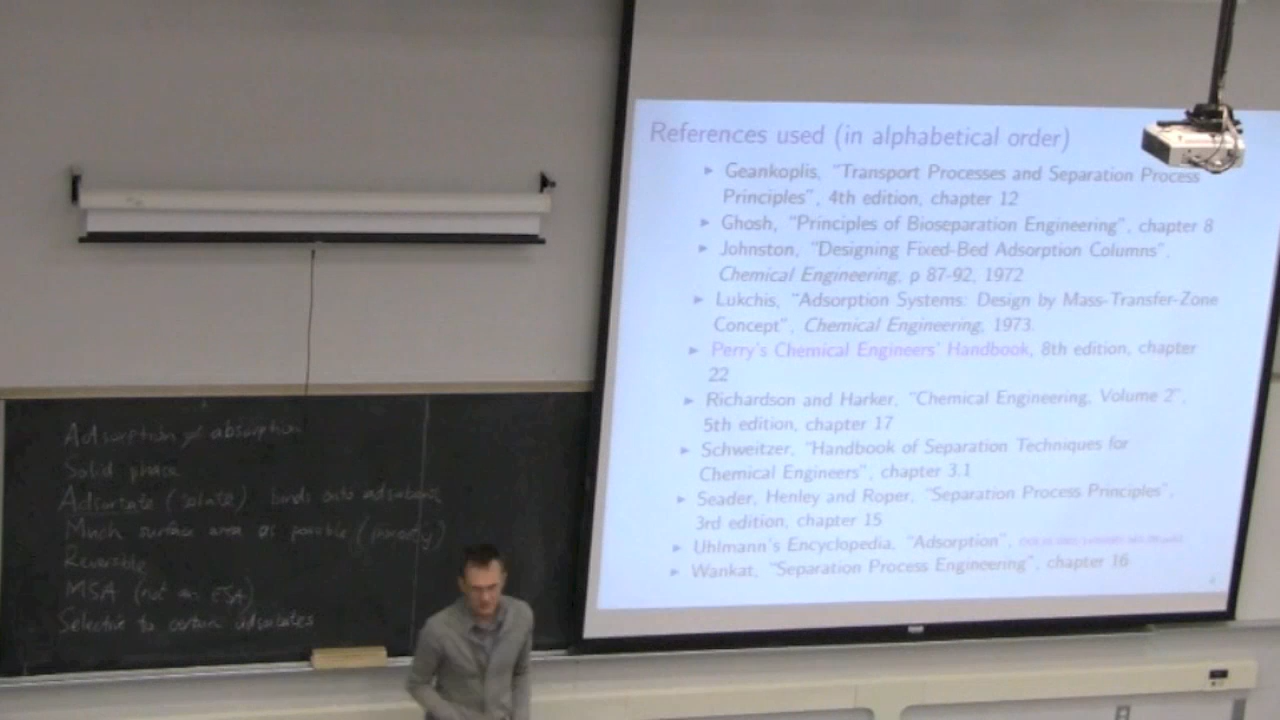 Adsorption ≠ absorption
Solid phase
Adsorbate (solute) binds onto adsorbent
Much surface area as possible (porosity)
Reversible
MSA (not an ESA)
Selective to certain adsorbates
References used (in alphabetical order)
► Geankoplis, "Transport Processes and Separation Process
Principles", 4th edition, chapter 12
► Ghosh, "Principles of Bioseparation Engineering", chapter 8
► Johnston, "Designing Fixed-Bed Adsorption Columns",
Chemical Engineering, p 87-92, 1972
► Lukchis, "Adsorption Systems: Design by Mass-Transfer-Zone
Concept", Chemical Engineering, 1973.
► Perry's Chemical Engineers' Handbook, 8th edition, chapter
22
► Richardson and Harker, "Chemical Engineering, Volume 2",
5th edition, chapter 17
► Schweitzer, "Handbook of Separation Techniques for
Chemical Engineers", chapter 3.1
► Seader, Henley and Roper, "Separation Process Principles",
3rd edition, chapter 15
► Uhlmann's Encyclopedia, "Adsorption",
► Wankat, "Separation Process Engineering", chapter 16